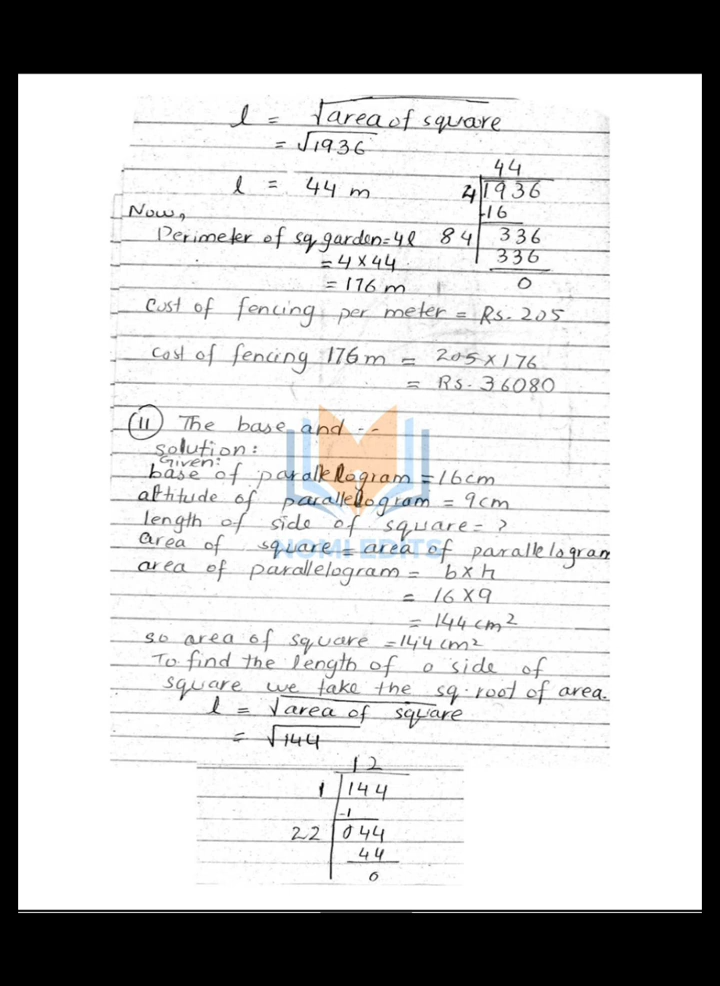 l = √area of square
= √1936
l = 44 m
44
4 1936
-16
84 336
336
0
Now,
Perimeter of sq. garden = 4l
= 4 × 44
= 176 m
cost of fencing per meter = Rs. 205
cost of fencing 176m = 205 × 176
= Rs. 36080
(11) The base and --
solution:
Given:
base of parallelogram = 16cm
altitude of parallelogram = 9cm
length of side of square = ?
area of square = area of parallelogram
NOMI EDITS
area of parallelogram = b × h
= 16 × 9
= 144 cm²
so area of square = 144 cm²
To find the length of a side of
square we take the sq. root of area.
l = √area of square
= √144
12
1 144
-1
22 044
44
0